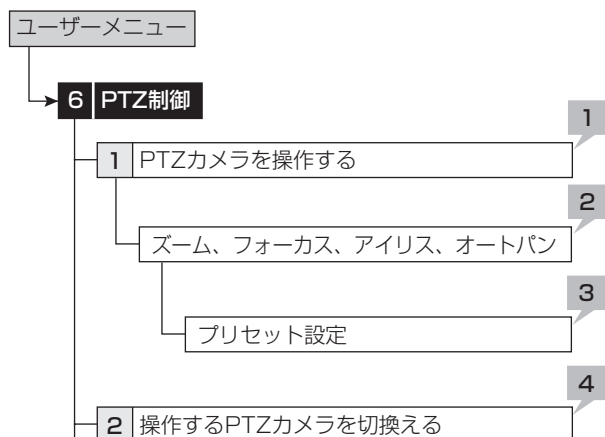 ユーザーメニュー
6 PTZ制御
1
1 PTZカメラを操作する
2
ズーム、フォーカス、アイリス、オートパン
3
プリセット設定
4
2 操作するPTZカメラを切換える